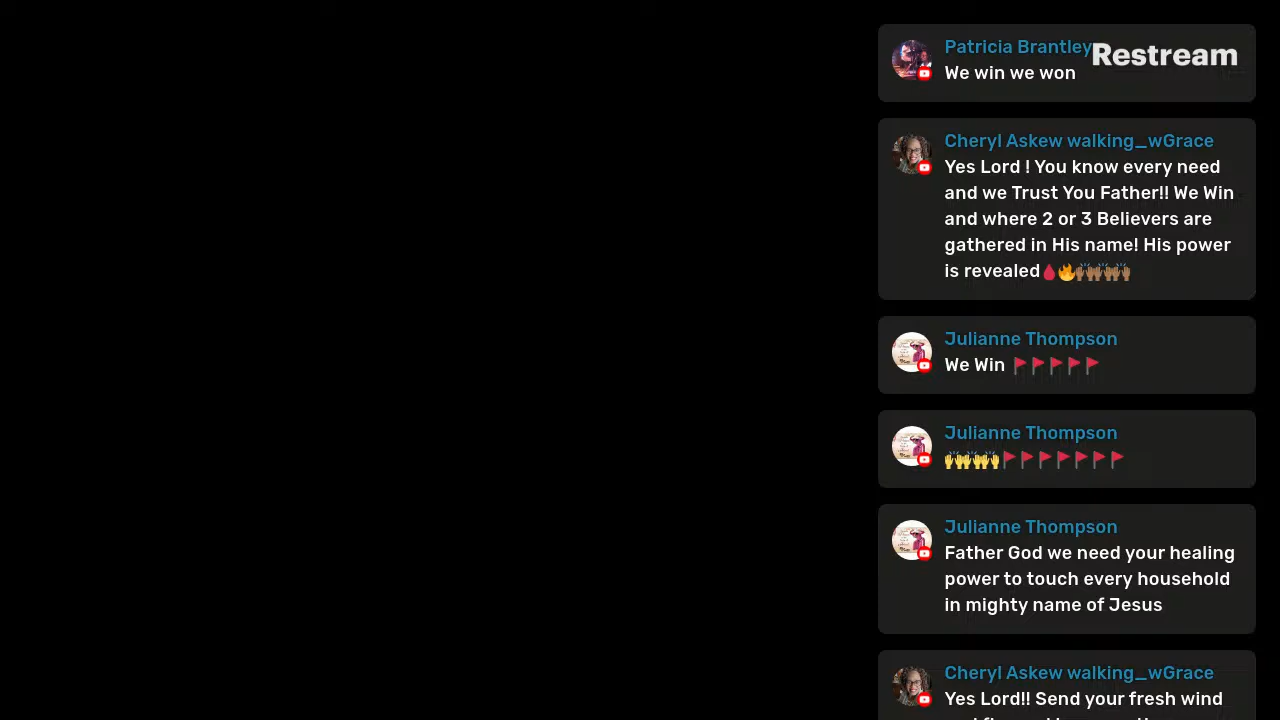 Patricia Brantley
Restream
We win we won
Cheryl Askew walking_wGrace
Yes Lord ! You know every need
and we Trust You Father!! We Win
and where 2 or 3 Believers are
gathered in His name! His power
is revealed🩸🔥🙌🏽🙌🏽🙌🏽
Julianne Thompson
We Win 🚩🚩🚩🚩🚩
Julianne Thompson
🙌🙌🙌🚩🚩🚩🚩🚩🚩🚩
Julianne Thompson
Father God we need your healing
power to touch every household
in mighty name of Jesus
Cheryl Askew walking_wGrace
Yes Lord!! Send your fresh wind